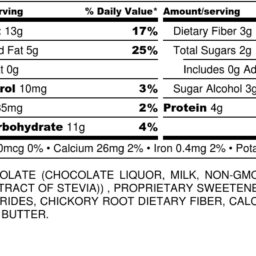 rving % Daily Value* Amount/serving
13g 17% Dietary Fiber 3g
d Fat 5g 25% Total Sugars 2g
t 0g Includes 0g Ad
rol 10mg 3% Sugar Alcohol 3g
35mg 2% Protein 4g
rbohydrate 11g 4%
0mcg 0% • Calcium 26mg 2% • Iron 0.4mg 2% • Pota
OLATE (CHOCOLATE LIQUOR, MILK, NON-GMO
TRACT OF STEVIA)) , PROPRIETARY SWEETENE
RIDES, CHICKORY ROOT DIETARY FIBER, CALC
BUTTER.